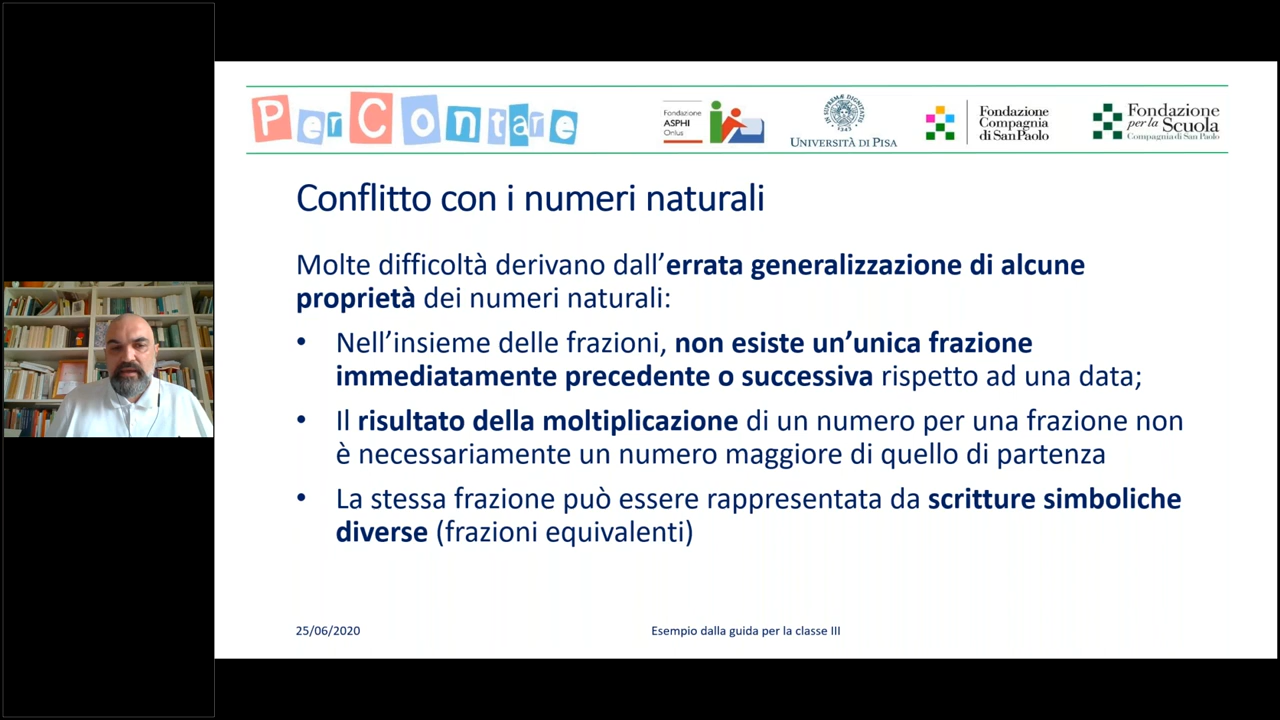 PerContare
Fondazione
ASPHI
Onlus
UNIVERSITÀ DI PISA
Fondazione
Compagnia
di San Paolo
Fondazione
per la Scuola
Compagnia di San Paolo
Conflitto con i numeri naturali
Molte difficoltà derivano dall’errata generalizzazione di alcune
proprietà dei numeri naturali:
• Nell’insieme delle frazioni, non esiste un’unica frazione
immediatamente precedente o successiva rispetto ad una data;
• Il risultato della moltiplicazione di un numero per una frazione non
è necessariamente un numero maggiore di quello di partenza
• La stessa frazione può essere rappresentata da scritture simboliche
diverse (frazioni equivalenti)
25/06/2020
Esempio dalla guida per la classe III